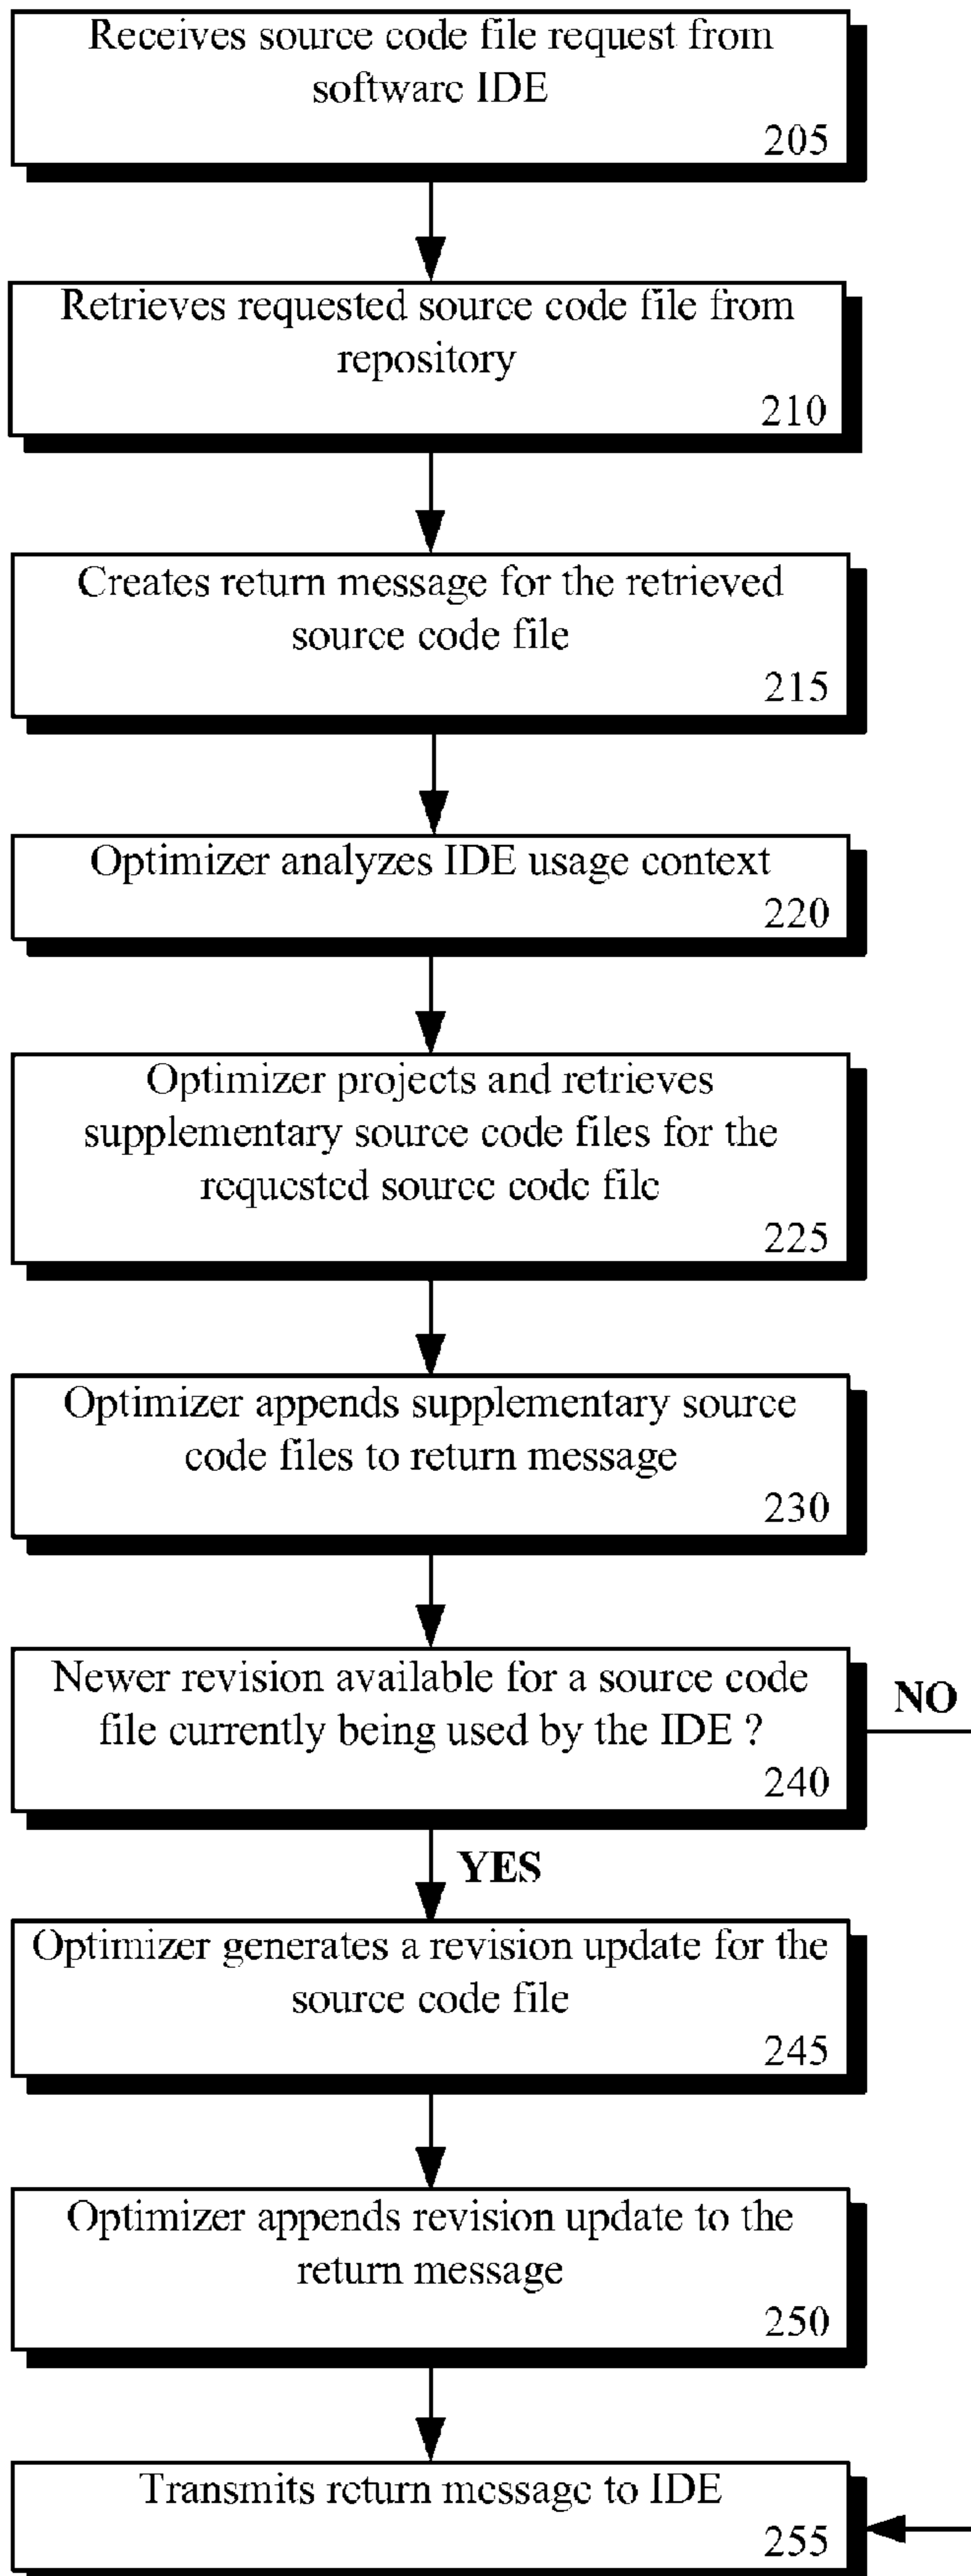 Receives source code file request from
software IDE
205
Retrieves requested source code file from
repository
210
Creates return message for the retrieved
source code file
215
Optimizer analyzes IDE usage context
220
Optimizer projects and retrieves
supplementary source code files for the
requested source code file
225
Optimizer appends supplementary source
code files to return message
230
Newer revision available for a source code
file currently being used by the IDE ?
240
NO
YES
Optimizer generates a revision update for the
source code file
245
Optimizer appends revision update to the
return message
250
Transmits return message to IDE
255